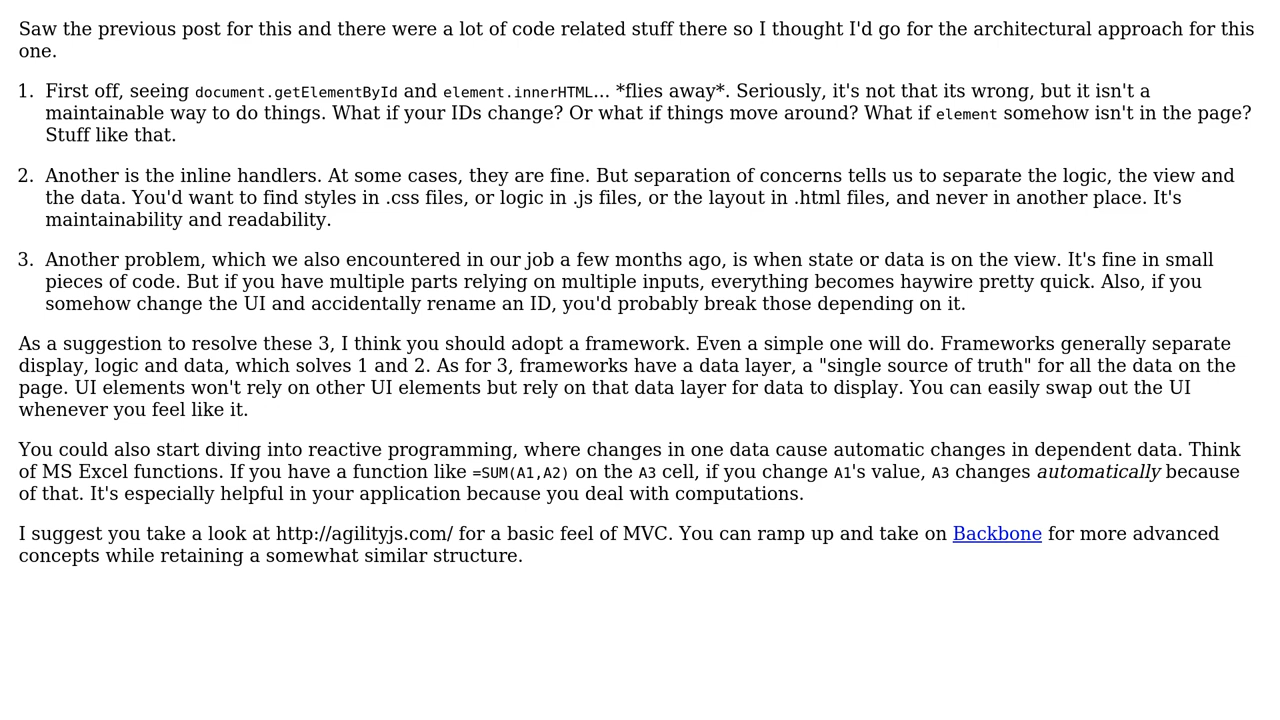 Saw the previous post for this and there were a lot of code related stuff there so I thought I'd go for the architectural approach for this
one.
1. First off, seeing document.getElementById and element.innerHTML... *flies away*. Seriously, it's not that its wrong, but it isn't a
maintainable way to do things. What if your IDs change? Or what if things move around? What if element somehow isn't in the page?
Stuff like that.
2. Another is the inline handlers. At some cases, they are fine. But separation of concerns tells us to separate the logic, the view and
the data. You'd want to find styles in .css files, or logic in .js files, or the layout in .html files, and never in another place. It's
maintainability and readability.
3. Another problem, which we also encountered in our job a few months ago, is when state or data is on the view. It's fine in small
pieces of code. But if you have multiple parts relying on multiple inputs, everything becomes haywire pretty quick. Also, if you
somehow change the UI and accidentally rename an ID, you'd probably break those depending on it.
As a suggestion to resolve these 3, I think you should adopt a framework. Even a simple one will do. Frameworks generally separate
display, logic and data, which solves 1 and 2. As for 3, frameworks have a data layer, a "single source of truth" for all the data on the
page. UI elements won't rely on other UI elements but rely on that data layer for data to display. You can easily swap out the UI
whenever you feel like it.
You could also start diving into reactive programming, where changes in one data cause automatic changes in dependent data. Think
of MS Excel functions. If you have a function like =SUM(A1,A2) on the A3 cell, if you change A1's value, A3 changes automatically because
of that. It's especially helpful in your application because you deal with computations.
I suggest you take a look at http://agilityjs.com/ for a basic feel of MVC. You can ramp up and take on Backbone for more advanced
concepts while retaining a somewhat similar structure.